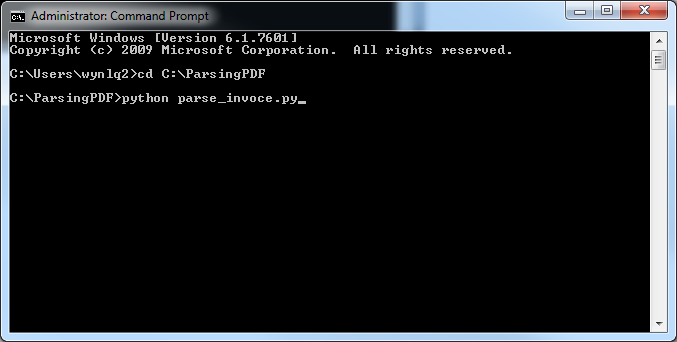 Administrator: Command Prompt
Microsoft Windows [Version 6.1.7601]
Copyright (c) 2009 Microsoft Corporation.  All rights reserved.
C:\Users\wynlq2>cd C:\ParsingPDF
C:\ParsingPDF>python parse_invoce.py_